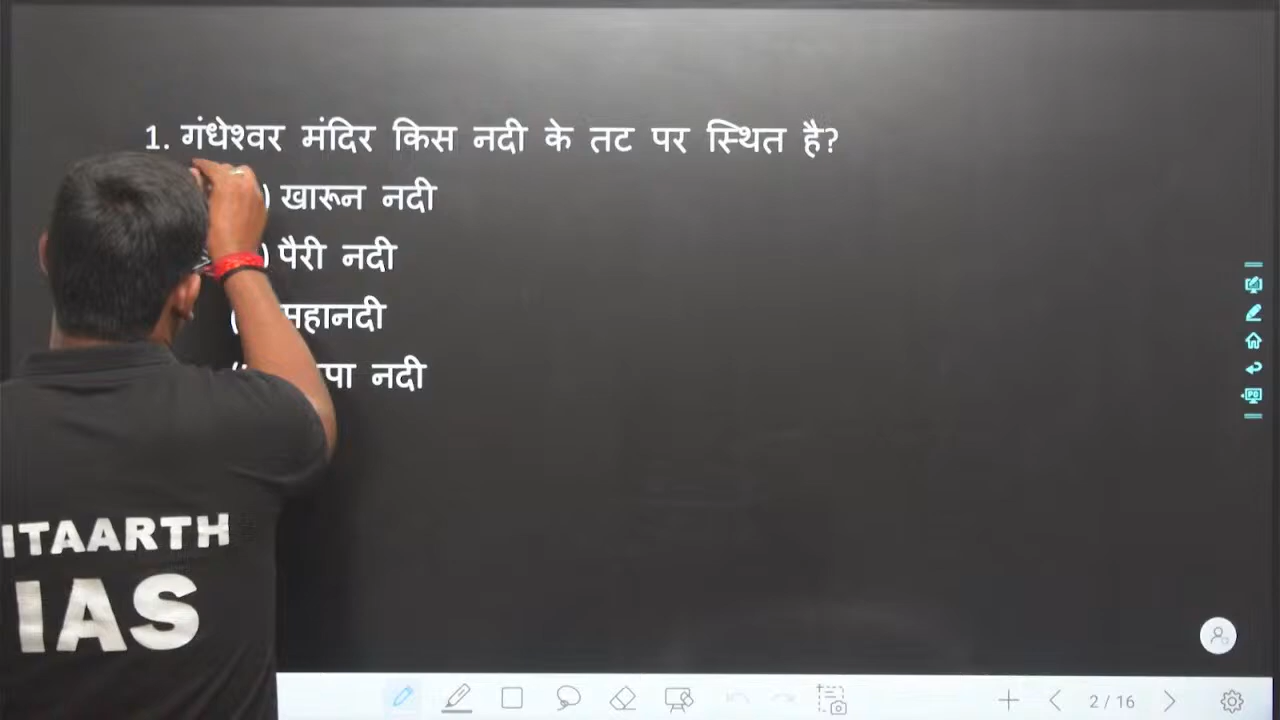 1. गंधेश्वर मंदिर किस नदी के तट पर स्थित है?
) खारून नदी
) पैरी नदी
( महानदी
नदी
ITAARTH
IAS
2 / 16